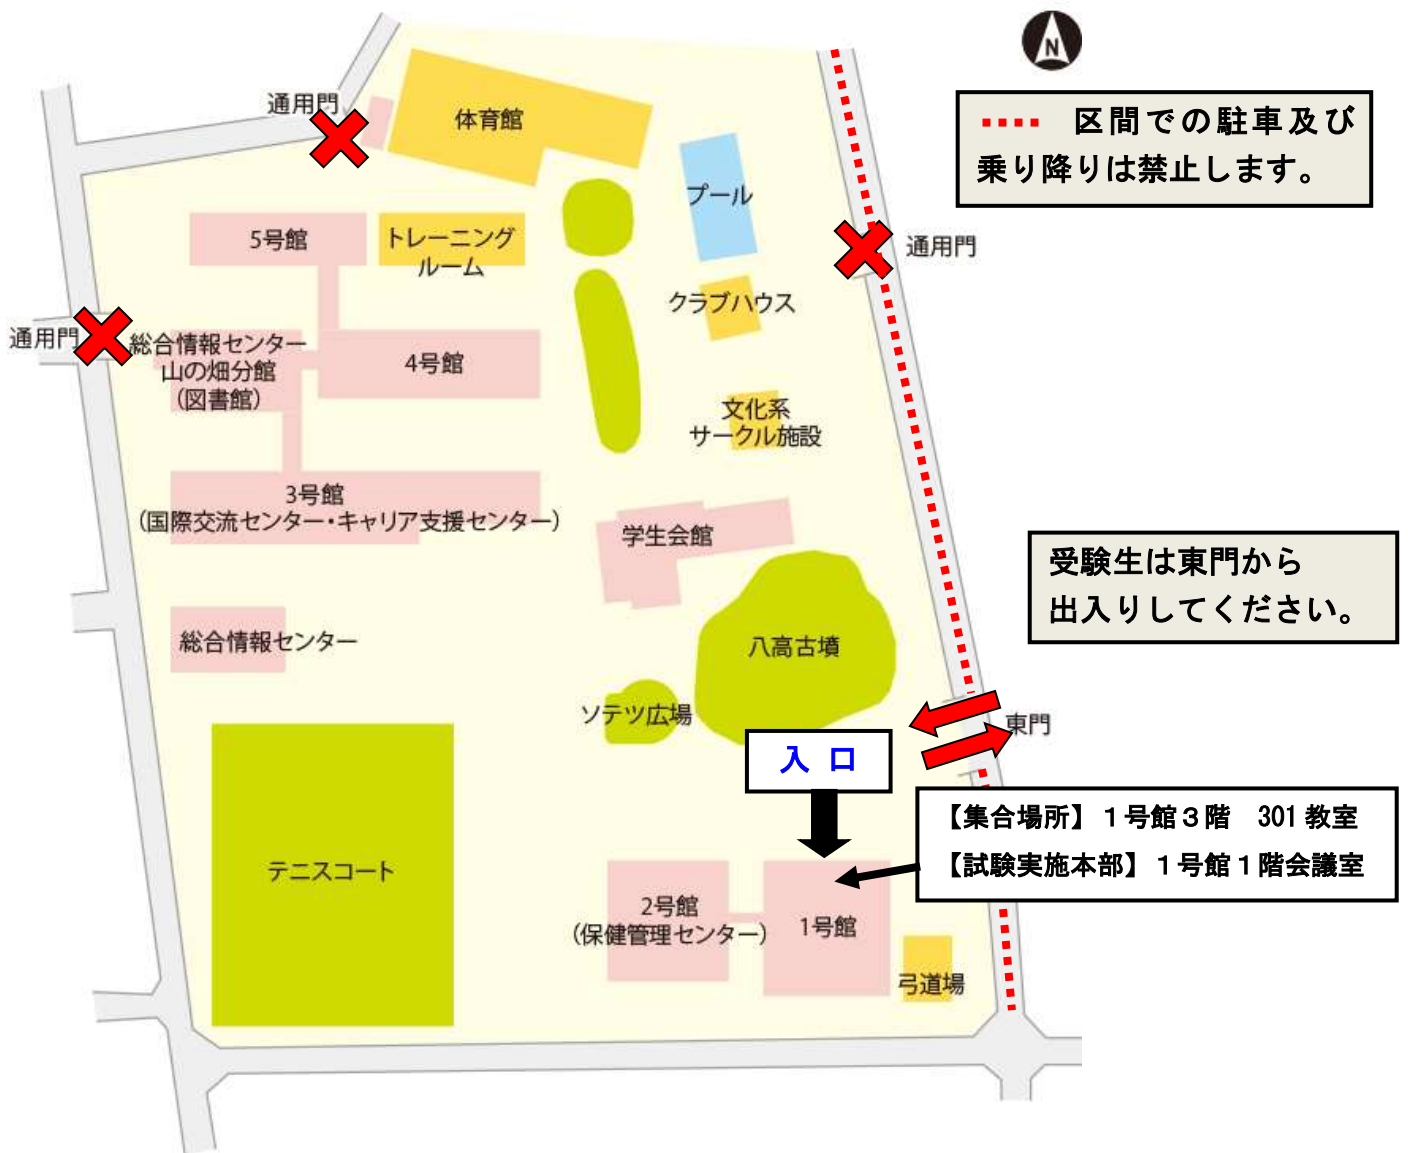 N
‥‥ 区間での駐車及び
乗り降りは禁止します。
通用門
体育館
プール
5号館
トレーニング
ルーム
通用門
クラブハウス
通用門
総合情報センター
山の畑分館
(図書館)
4号館
文化系
サークル施設
3号館
(国際交流センター・キャリア支援センター)
学生会館
受験生は東門から
出入りしてください。
総合情報センター
八高古墳
ソテツ広場
東門
入 口
【集合場所】１号館３階 301教室
【試験実施本部】１号館１階会議室
テニスコート
2号館
(保健管理センター)
1号館
弓道場